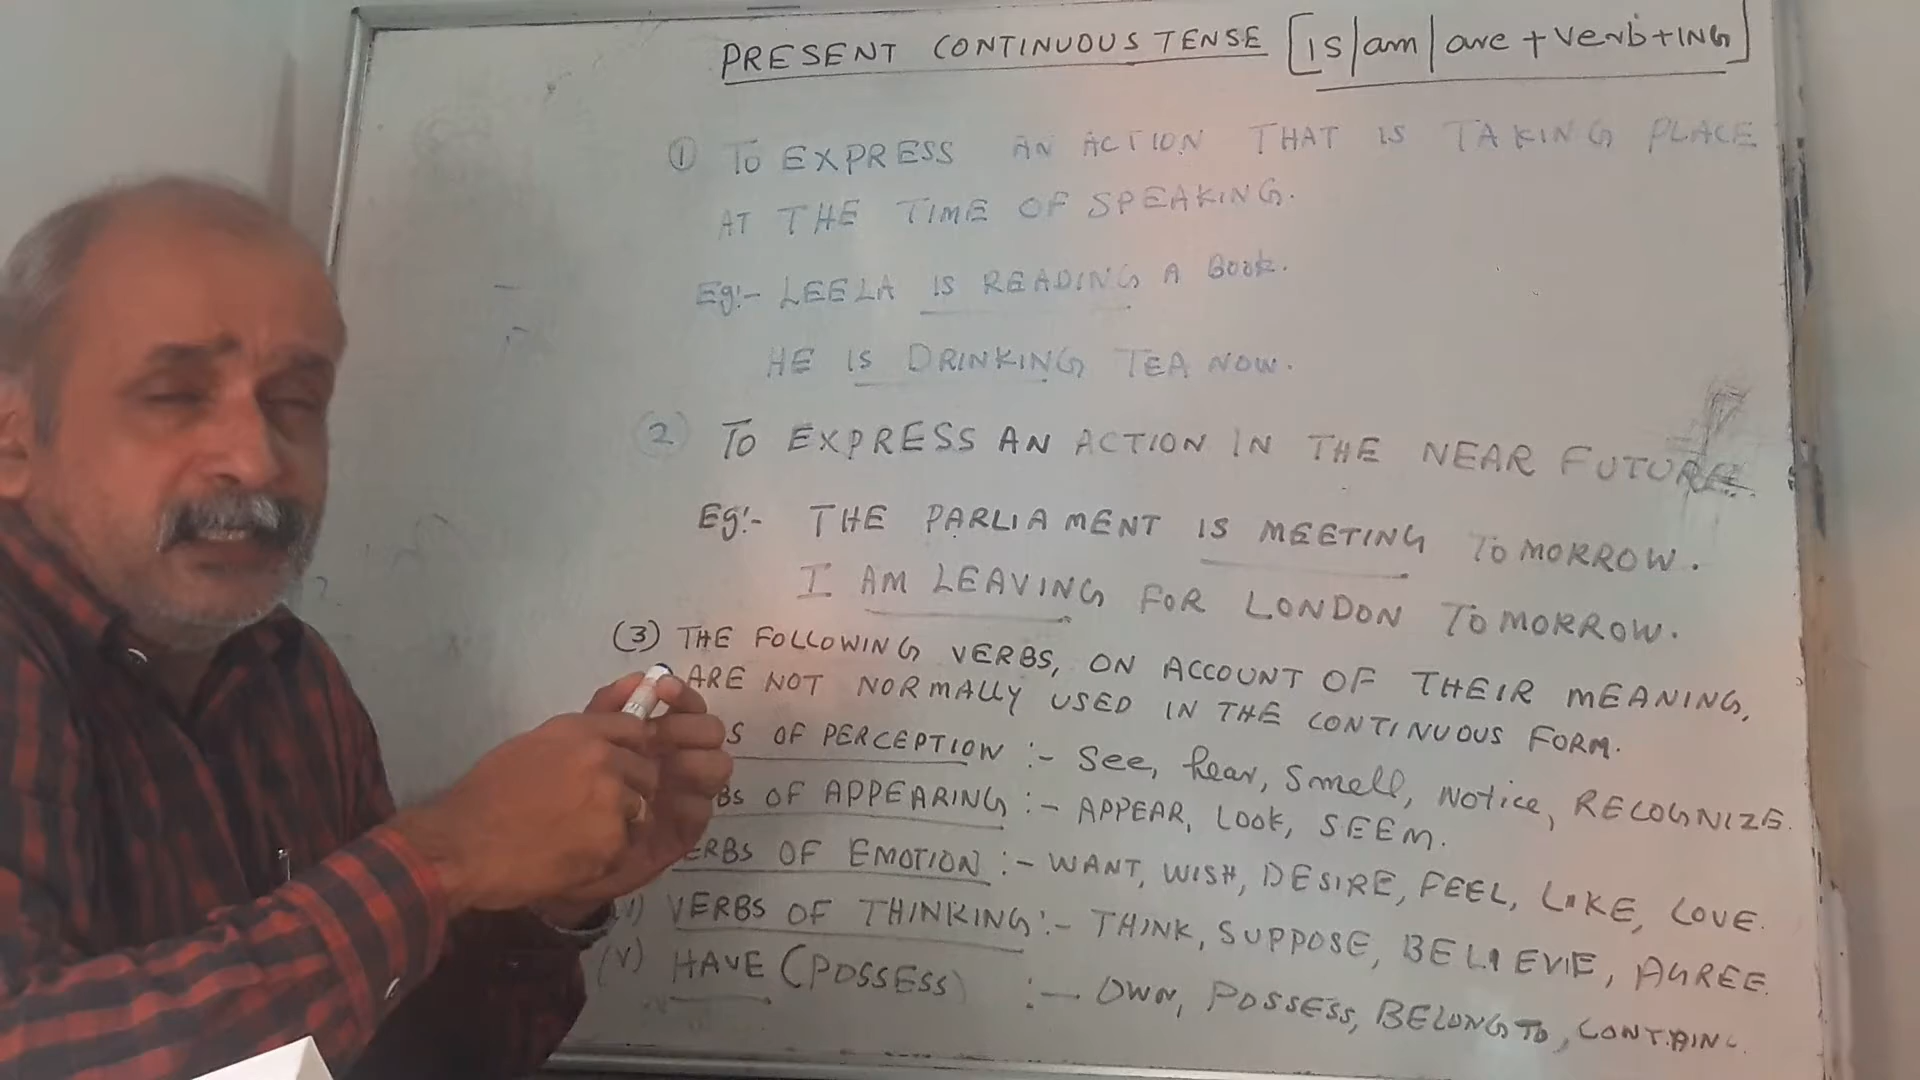 PRESENT CONTINUOUS TENSE [IS|am|are+Verb+ING]
① TO EXPRESS AN ACTION THAT IS TAKING PLACE
AT THE TIME OF SPEAKING.
Eg:- LEELA IS READING A BOOK.
HE IS DRINKING TEA NOW.
(2) TO EXPRESS AN ACTION IN THE NEAR FUTURE.
Eg:- THE PARLIAMENT IS MEETING TOMORROW.
I AM LEAVING FOR LONDON TOMORROW.
(3) THE FOLLOWING VERBS, ON ACCOUNT OF THEIR MEANING,
ARE NOT NORMALLY USED IN THE CONTINUOUS FORM.
S OF PERCEPTION :- See, hear, Smell, Notice, RECOGNIZE.
BS OF APPEARING :- APPEAR, LOOK, SEEM.
ERBS OF EMOTION :- WANT, WISH, DESIRE, FEEL, LIKE, LOVE.
VERBS OF THINKING :- THINK, SUPPOSE, BELIEVE, AGREE.
(V) HAVE (POSSESS) :- OWN, POSSESS, BELONG TO, CONTAIN.